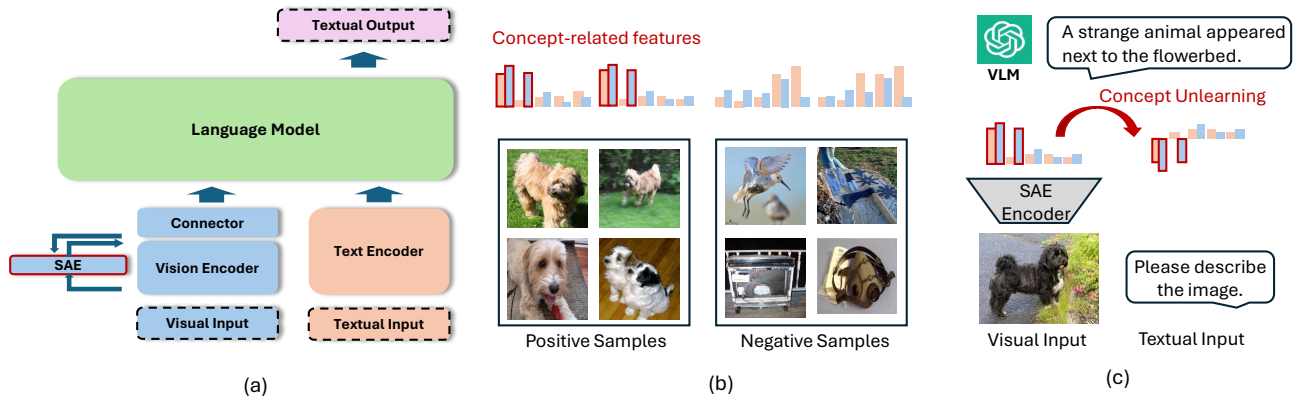 Textual Output
Language Model
Connector
SAE
Vision Encoder
Text Encoder
Visual Input
Textual Input
(a)
Concept-related features
Positive Samples
Negative Samples
(b)
VLM
A strange animal appeared
next to the flowerbed.
Concept Unlearning
SAE
Encoder
Please describe
the image.
Visual Input
Textual Input
(c)